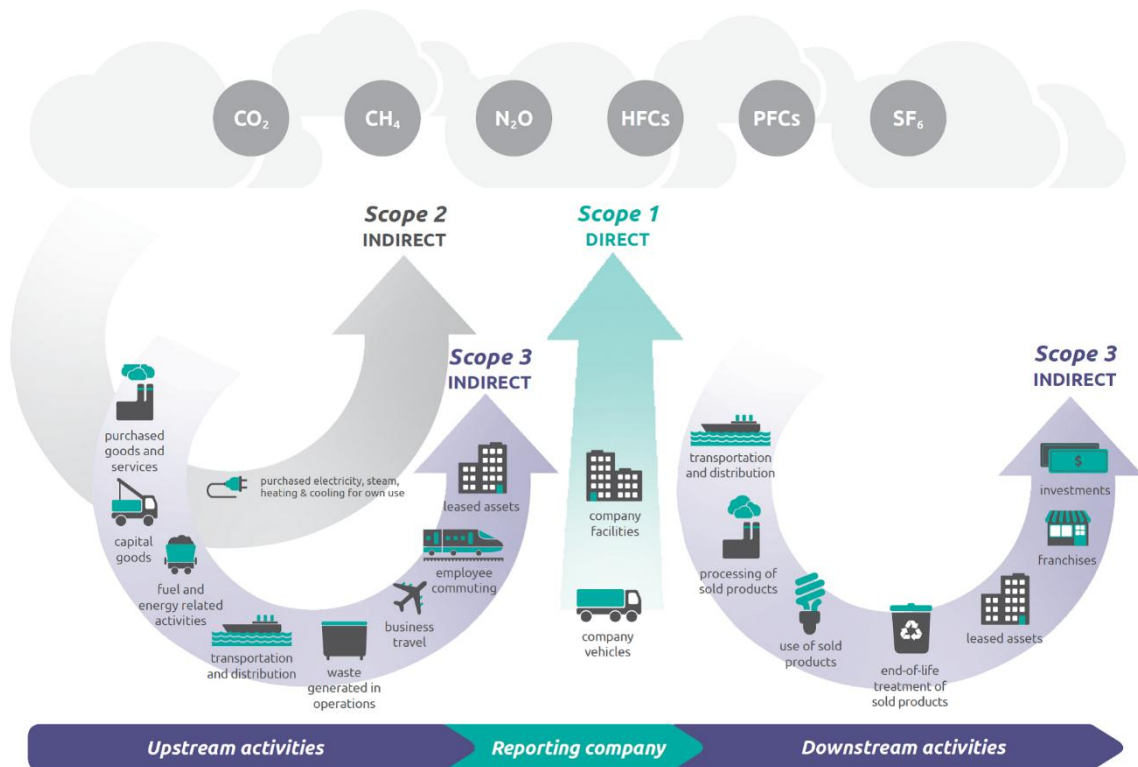 CO₂
CH₄
N₂O
HFCs
PFCs
SF₆
Scope 2
INDIRECT
Scope 1
DIRECT
Scope 3
INDIRECT
Scope 3
INDIRECT
purchased
goods and
services
capital
goods
fuel and
energy related
activities
purchased electricity, steam,
heating & cooling for own use
transportation
and distribution
waste
generated in
operations
business
travel
employee
commuting
leased assets
company
facilities
company
vehicles
transportation
and distribution
processing of
sold products
use of sold
products
end-of-life
treatment of
sold products
leased assets
franchises
$
investments
Upstream activities
Reporting company
Downstream activities